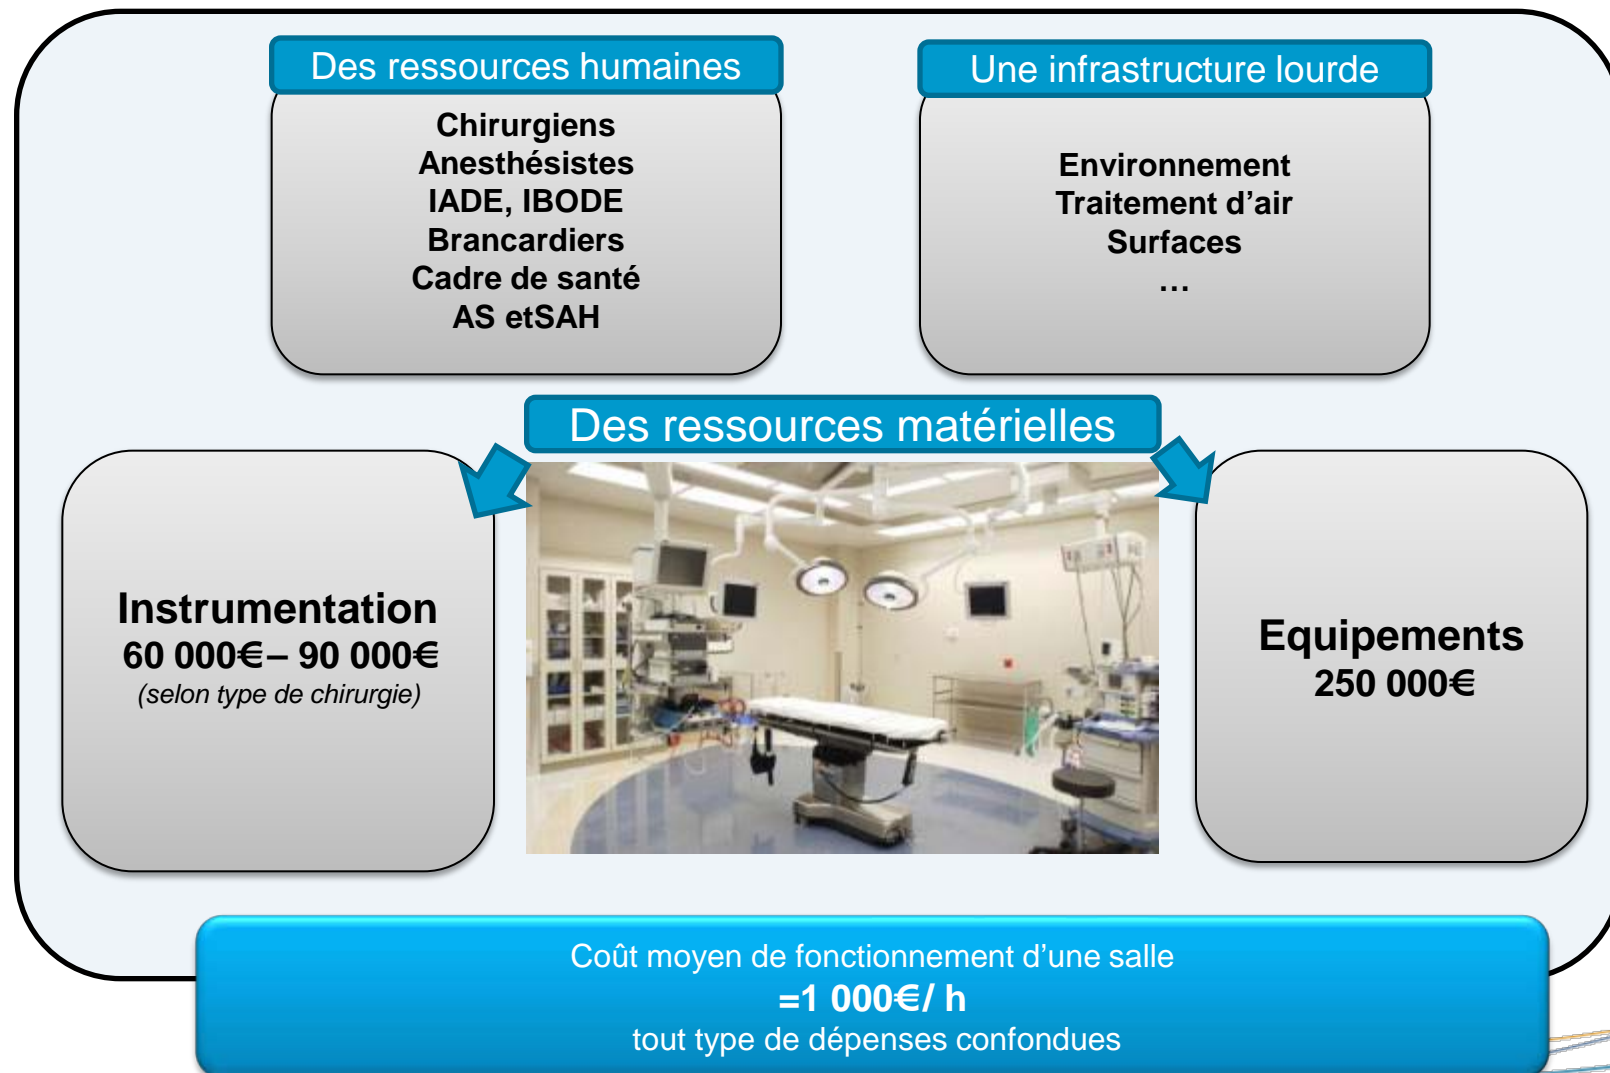 Des ressources humaines
Chirurgiens
Anesthésistes
IADE, IBODE
Brancardiers
Cadre de santé
AS etSAH
Une infrastructure lourde
Environnement
Traitement d’air
Surfaces
…
Des ressources matérielles
Instrumentation
60 000€– 90 000€
(selon type de chirurgie)
Equipements
250 000€
Coût moyen de fonctionnement d’une salle
=1 000€/ h
tout type de dépenses confondues